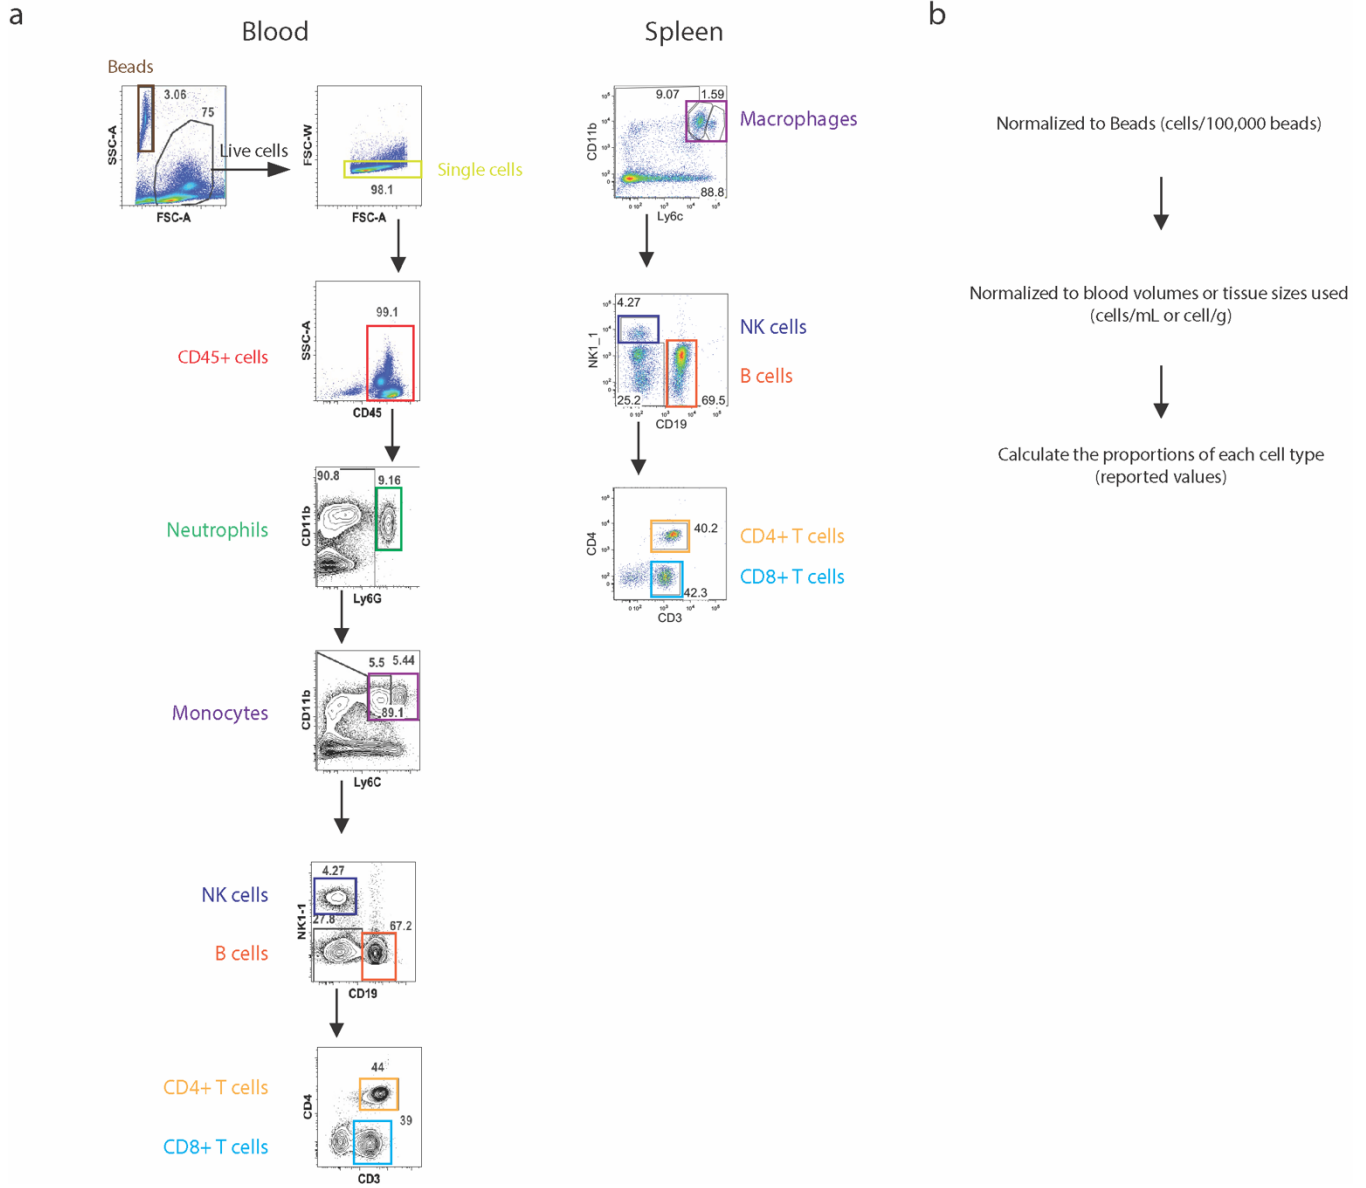 a
b
Blood
Spleen
Beads
3.06
75
SSC-A
FSC-A
Live cells
FSC-W
98.1
FSC-A
Single cells
CD45+ cells
99.1
SSC-A
CD45
Neutrophils
90.8
9.16
CD11b
Ly6G
Monocytes
5.5 5.44
89.1
CD11b
Ly6C
NK cells
B cells
4.27
27.8
67.2
NK1-1
CD19
CD4+ T cells
CD8+ T cells
44
39
CD4
CD3
9.07 1.59
88.8
CD11b
Ly6c
Macrophages
4.27
25.2
69.5
NK1_1
CD19
NK cells
B cells
40.2
42.3
CD4
CD3
CD4+ T cells
CD8+ T cells
Normalized to Beads (cells/100,000 beads)
Normalized to blood volumes or tissue sizes used
(cells/mL or cell/g)
Calculate the proportions of each cell type
(reported values)